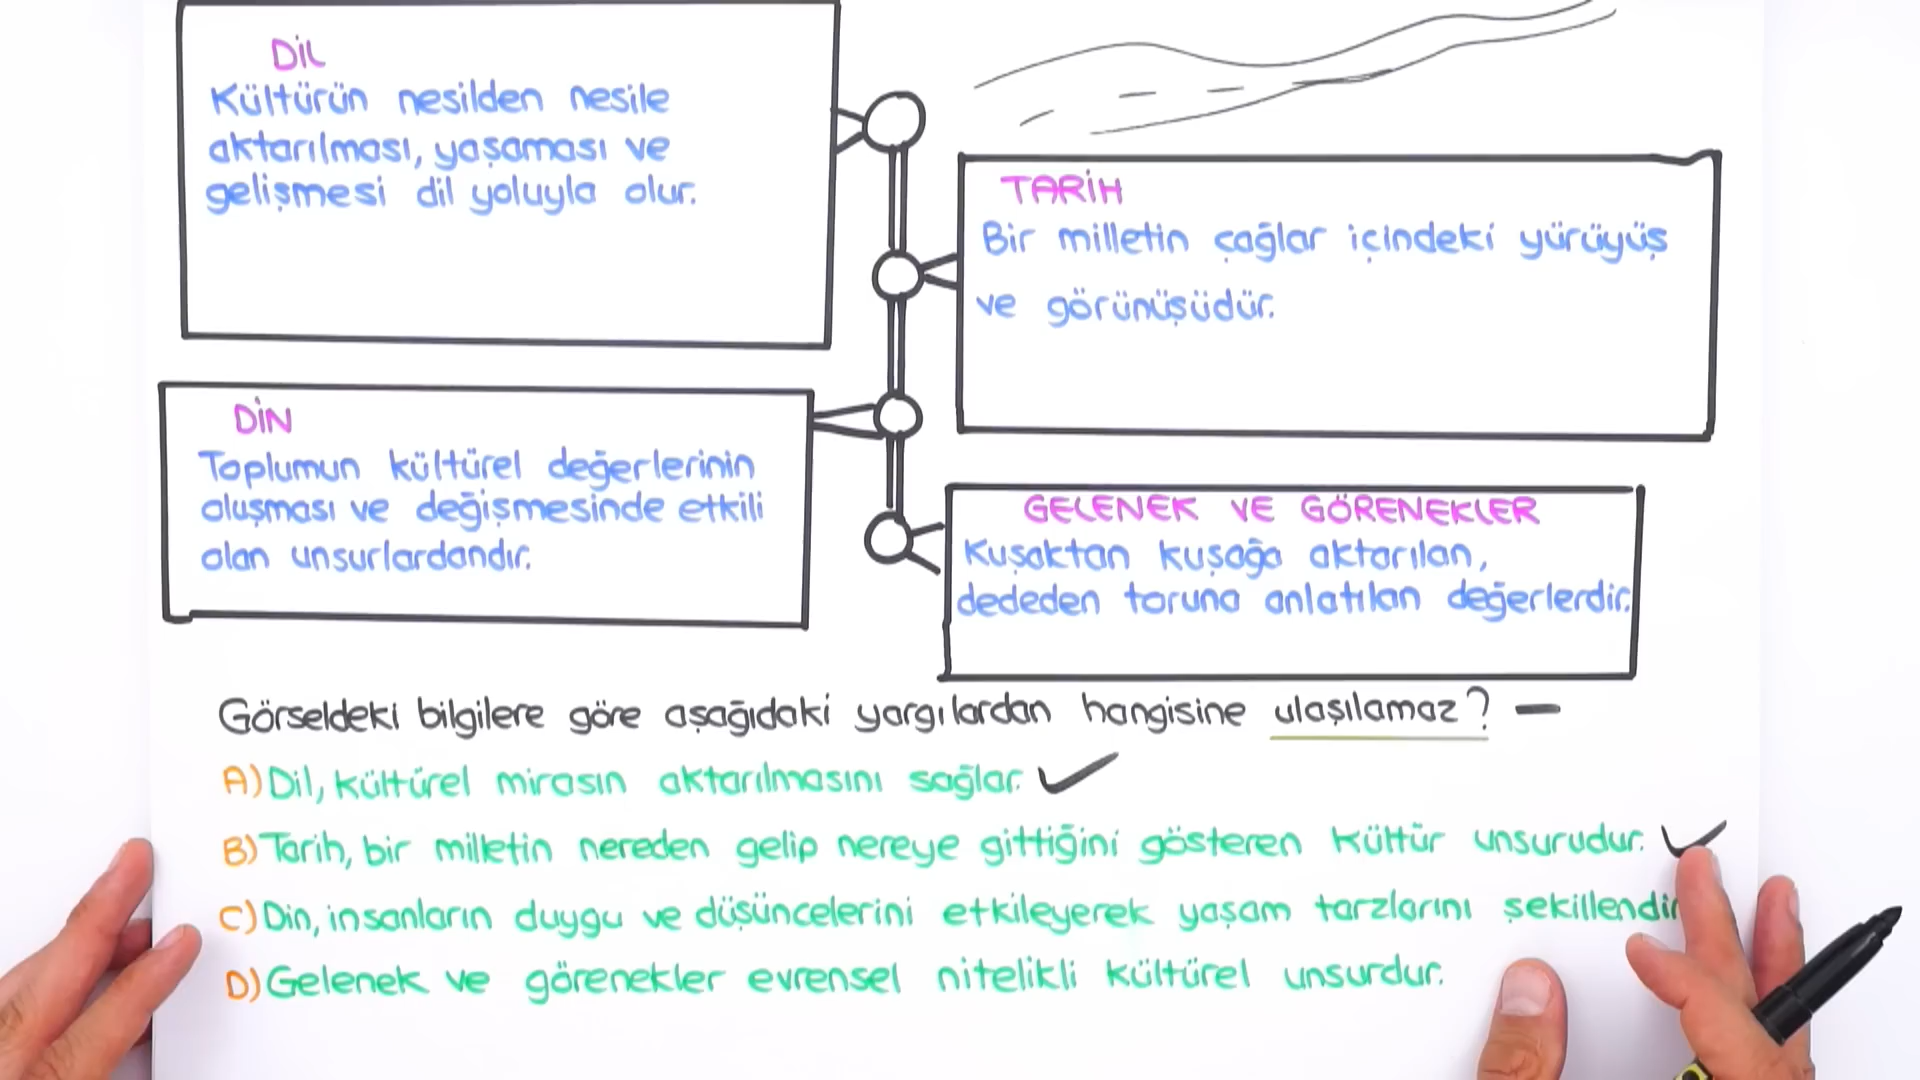 DİL
Kültürün nesilden nesile
aktarılması, yaşaması ve
gelişmesi dil yoluyla olur.
TARİH
Bir milletin çağlar içindeki yürüyüş
ve görünüşüdür.
DİN
Toplumun kültürel değerlerinin
oluşması ve değişmesinde etkili
olan unsurlardandır.
GELENEK VE GÖRENEKLER
Kuşaktan kuşağa aktarılan,
dededen toruna anlatılan değerlerdir.
Görseldeki bilgilere göre aşağıdaki yargılardan hangisine ulaşılamaz? -
A) Dil, kültürel mirasın aktarılmasını sağlar.
B) Tarih, bir milletin nereden gelip nereye gittiğini gösteren kültür unsurudur.
C) Din, insanların duygu ve düşüncelerini etkileyerek yaşam tarzlarını
D) Gelenek ve görenekler evrensel nitelikli kültürel unsurdur.